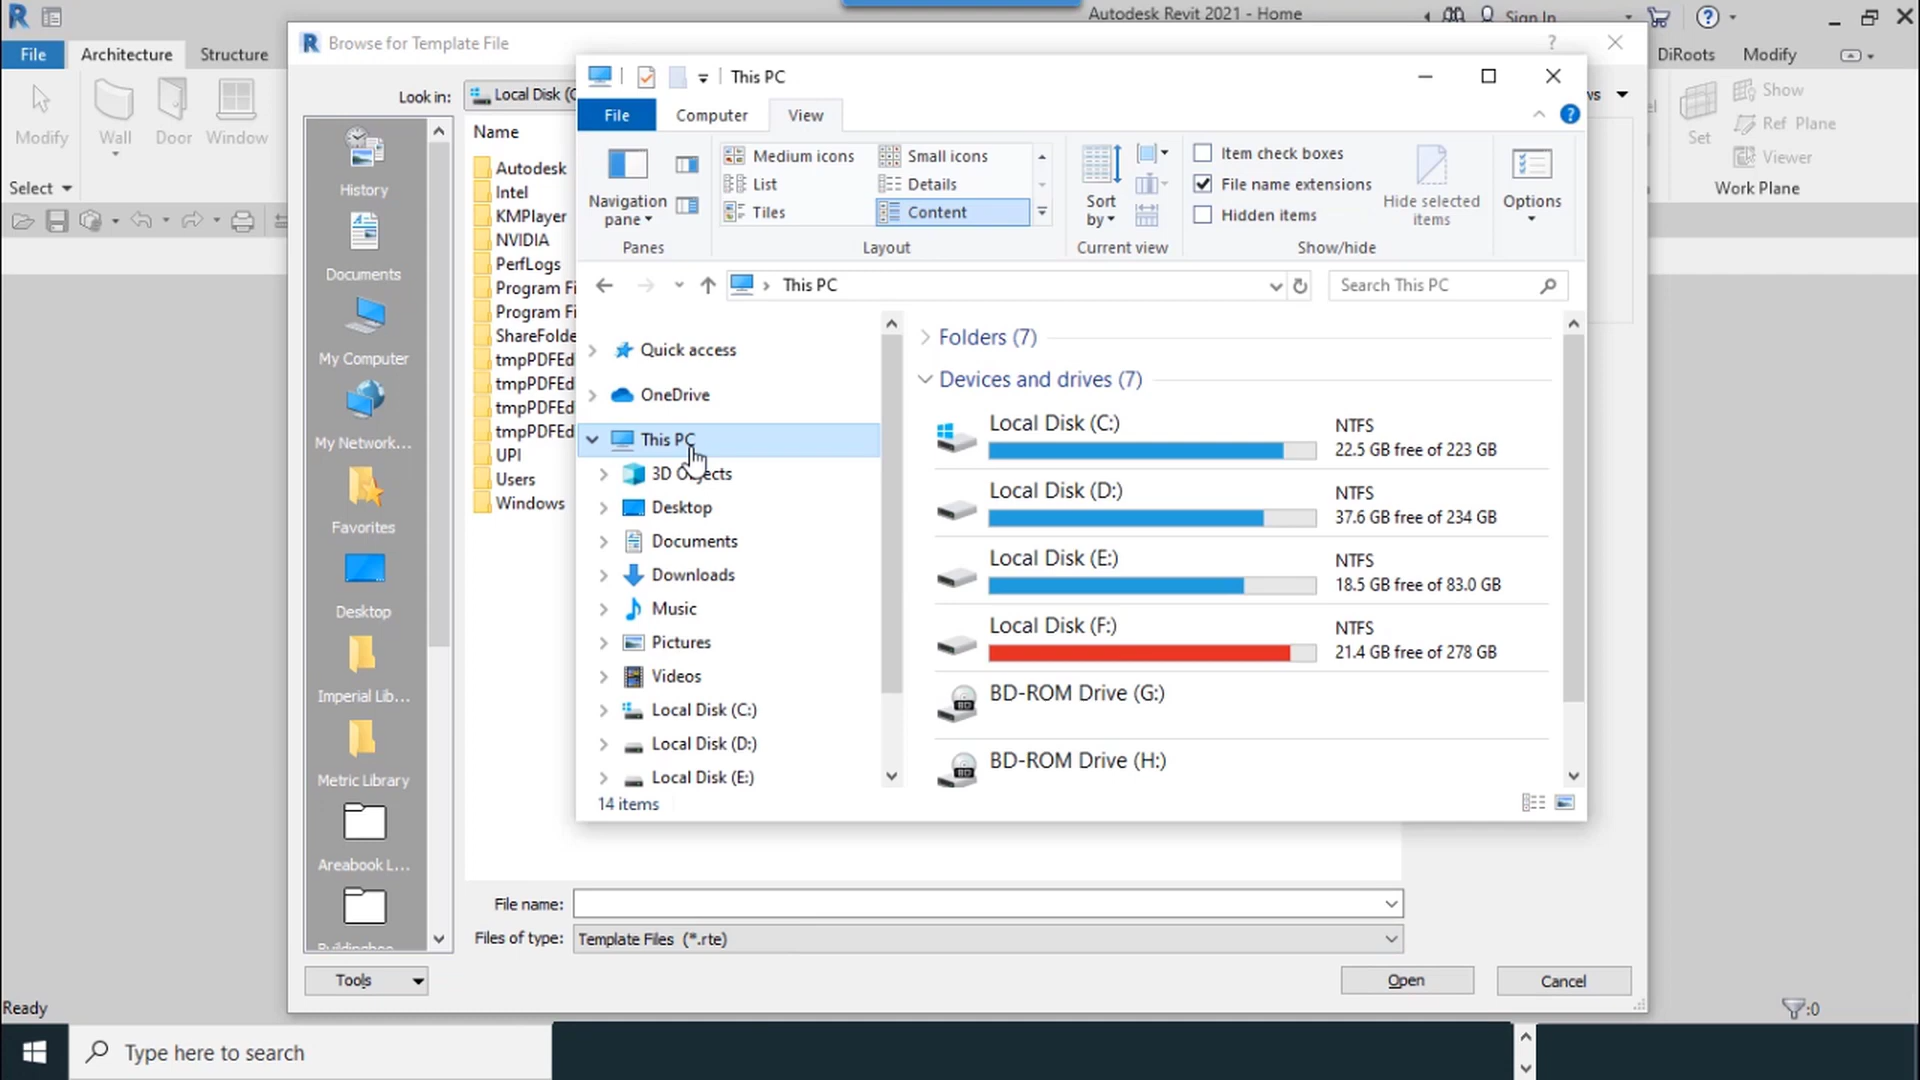 Autodesk Revit 2021 - Home
Sign In
File
Architecture
Structure
DiRoots
Modify
Modify
Wall
Door
Window
Select
Set
Show
Ref Plane
Viewer
Work Plane
Browse for Template File
Look in:
Local Disk (C
Name
History
Documents
My Computer
My Network...
Favorites
Desktop
Imperial Lib...
Metric Library
Areabook L...
Autodesk
Intel
KMPlayer
NVIDIA
PerfLogs
Program Fi
Program Fi
ShareFolde
tmpPDFEd
tmpPDFEd
tmpPDFEd
tmpPDFEd
UPI
Users
Windows
This PC
File
Computer
View
Navigation
pane
Panes
Medium icons
Small icons
List
Details
Tiles
Content
Layout
Sort
by
Current view
Item check boxes
File name extensions
Hidden items
Hide selected
items
Show/hide
Options
This PC
Search This PC
Quick access
OneDrive
This PC
3D Objects
Desktop
Documents
Downloads
Music
Pictures
Videos
Local Disk (C:)
Local Disk (D:)
Local Disk (E:)
14 items
Folders (7)
Devices and drives (7)
Local Disk (C:)
NTFS
22.5 GB free of 223 GB
Local Disk (D:)
NTFS
37.6 GB free of 234 GB
Local Disk (E:)
NTFS
18.5 GB free of 83.0 GB
Local Disk (F:)
NTFS
21.4 GB free of 278 GB
BD-ROM Drive (G:)
BD-ROM Drive (H:)
File name:
Files of type:
Template Files (*.rte)
Tools
Open
Cancel
Ready
:0
Type here to search